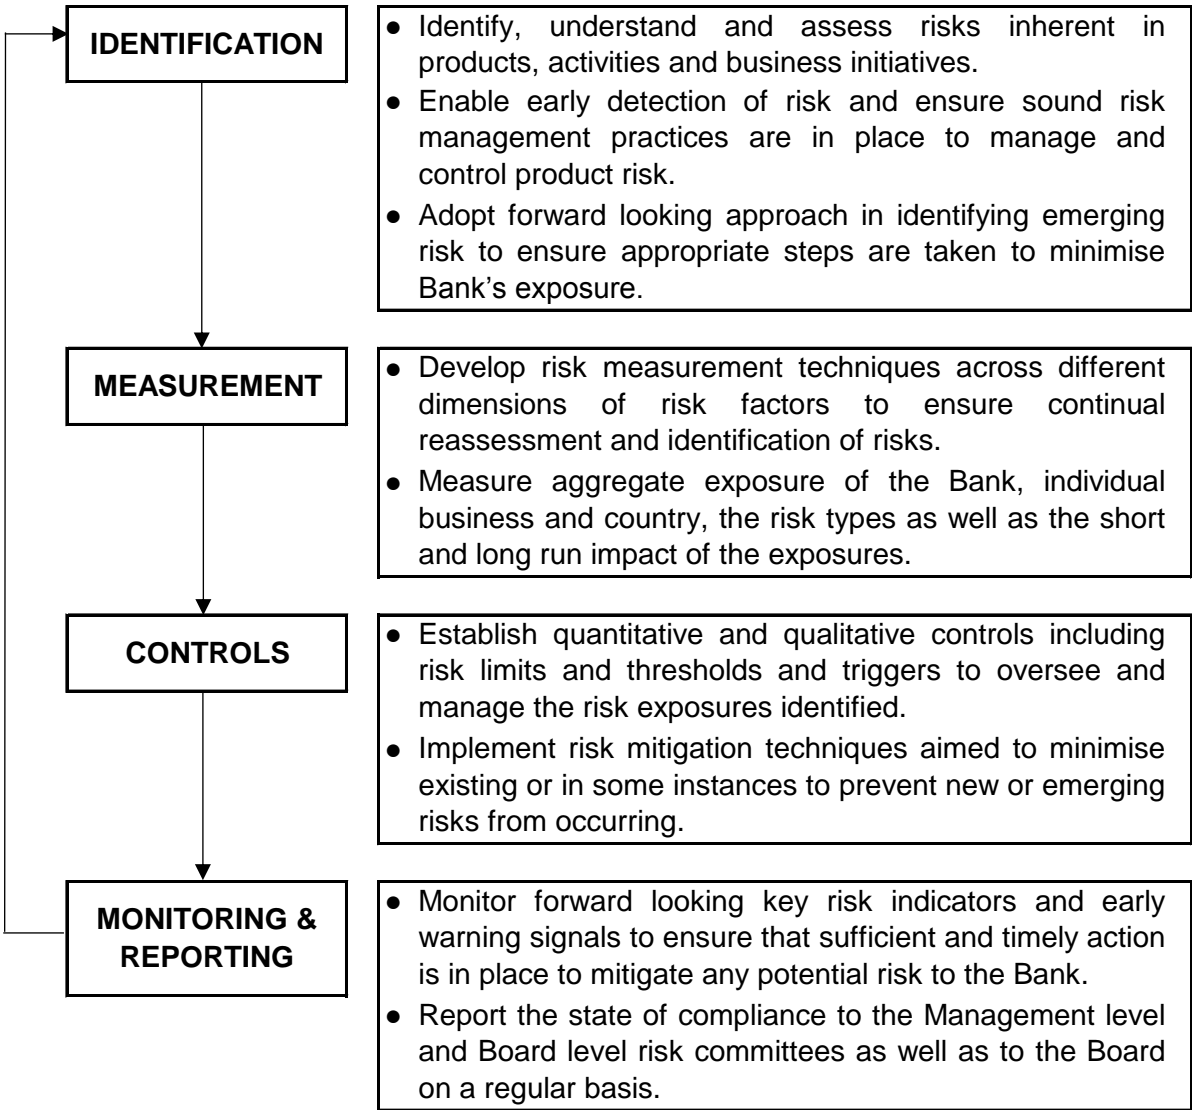 IDENTIFICATION
● Identify, understand and assess risks inherent in
products, activities and business initiatives.
● Enable early detection of risk and ensure sound risk
management practices are in place to manage and
control product risk.
● Adopt forward looking approach in identifying emerging
risk to ensure appropriate steps are taken to minimise
Bank’s exposure.
MEASUREMENT
● Develop risk measurement techniques across different
dimensions of risk factors to ensure continual
reassessment and identification of risks.
● Measure aggregate exposure of the Bank, individual
business and country, the risk types as well as the short
and long run impact of the exposures.
CONTROLS
● Establish quantitative and qualitative controls including
risk limits and thresholds and triggers to oversee and
manage the risk exposures identified.
● Implement risk mitigation techniques aimed to minimise
existing or in some instances to prevent new or emerging
risks from occurring.
MONITORING &
REPORTING
● Monitor forward looking key risk indicators and early
warning signals to ensure that sufficient and timely action
is in place to mitigate any potential risk to the Bank.
● Report the state of compliance to the Management level
and Board level risk committees as well as to the Board
on a regular basis.